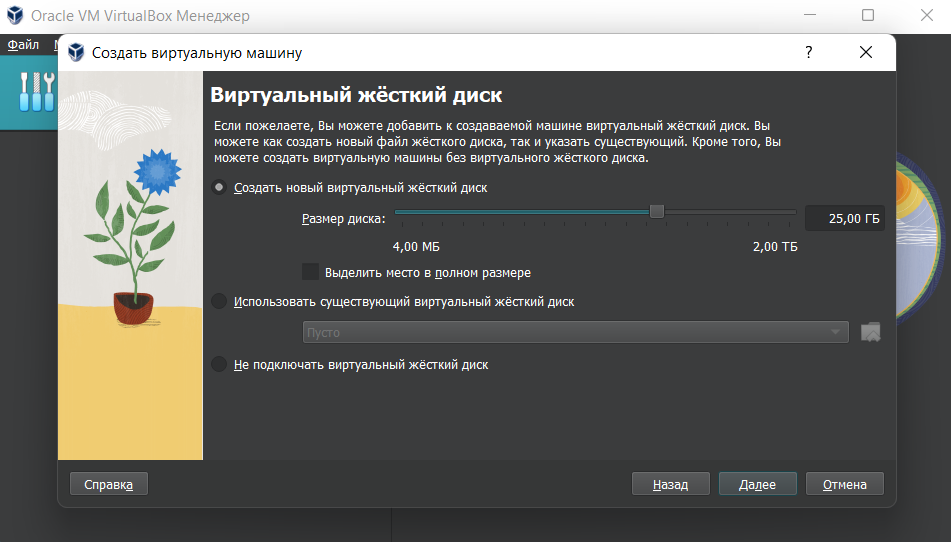 Oracle VM VirtualBox Менеджер
Файл
Создать виртуальную машину
?
Виртуальный жёсткий диск
Если пожелаете, Вы можете добавить к создаваемой машине виртуальный жёсткий диск. Вы
можете как создать новый файл жёсткого диска, так и указать существующий. Кроме того, Вы
можете создать виртуальную машины без виртуального жёсткого диска.
Создать новый виртуальный жёсткий диск
Размер диска:
25,00 ГБ
4,00 МБ
2,00 ТБ
Выделить место в полном размере
Использовать существующий виртуальный жёсткий диск
Пусто
Не подключать виртуальный жёсткий диск
Справка
Назад
Далее
Отмена